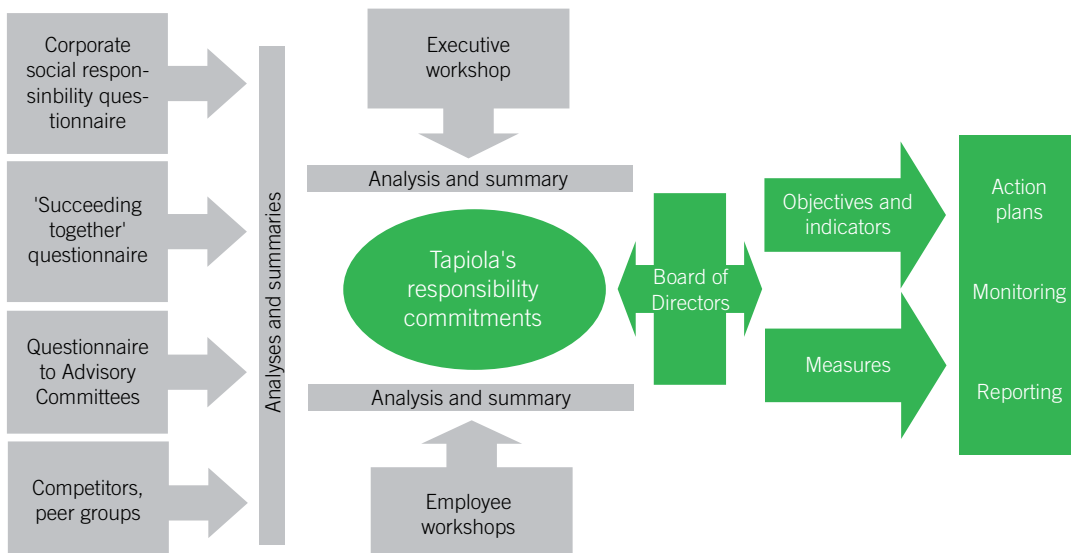 Corporate
social respon-
sinbility ques-
tionnaire
'Succeeding
together'
questionnaire
Questionnaire
to Advisory
Committees
Competitors,
peer groups
Analyses and summaries
Executive
workshop
Analysis and summary
Tapiola's
responsibility
commitments
Analysis and summary
Employee
workshops
Board of
Directors
Objectives and
indicators
Measures
Action
plans
Monitoring
Reporting